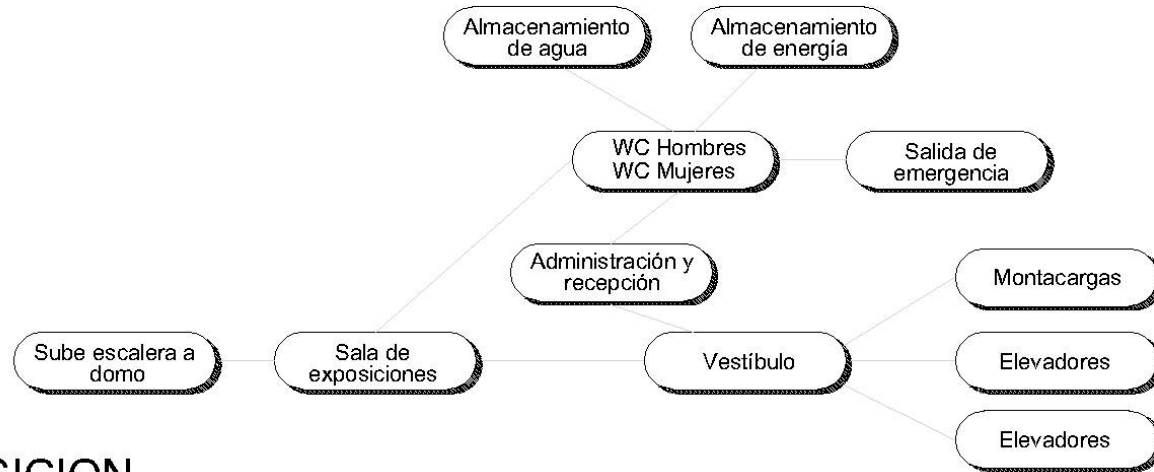 Almacenamiento
de agua
Almacenamiento
de energía
WC Hombres
WC Mujeres
Salida de
emergencia
Administración y
recepción
Montacargas
Sube escalera a
domo
Sala de
exposiciones
Vestíbulo
Elevadores
Elevadores